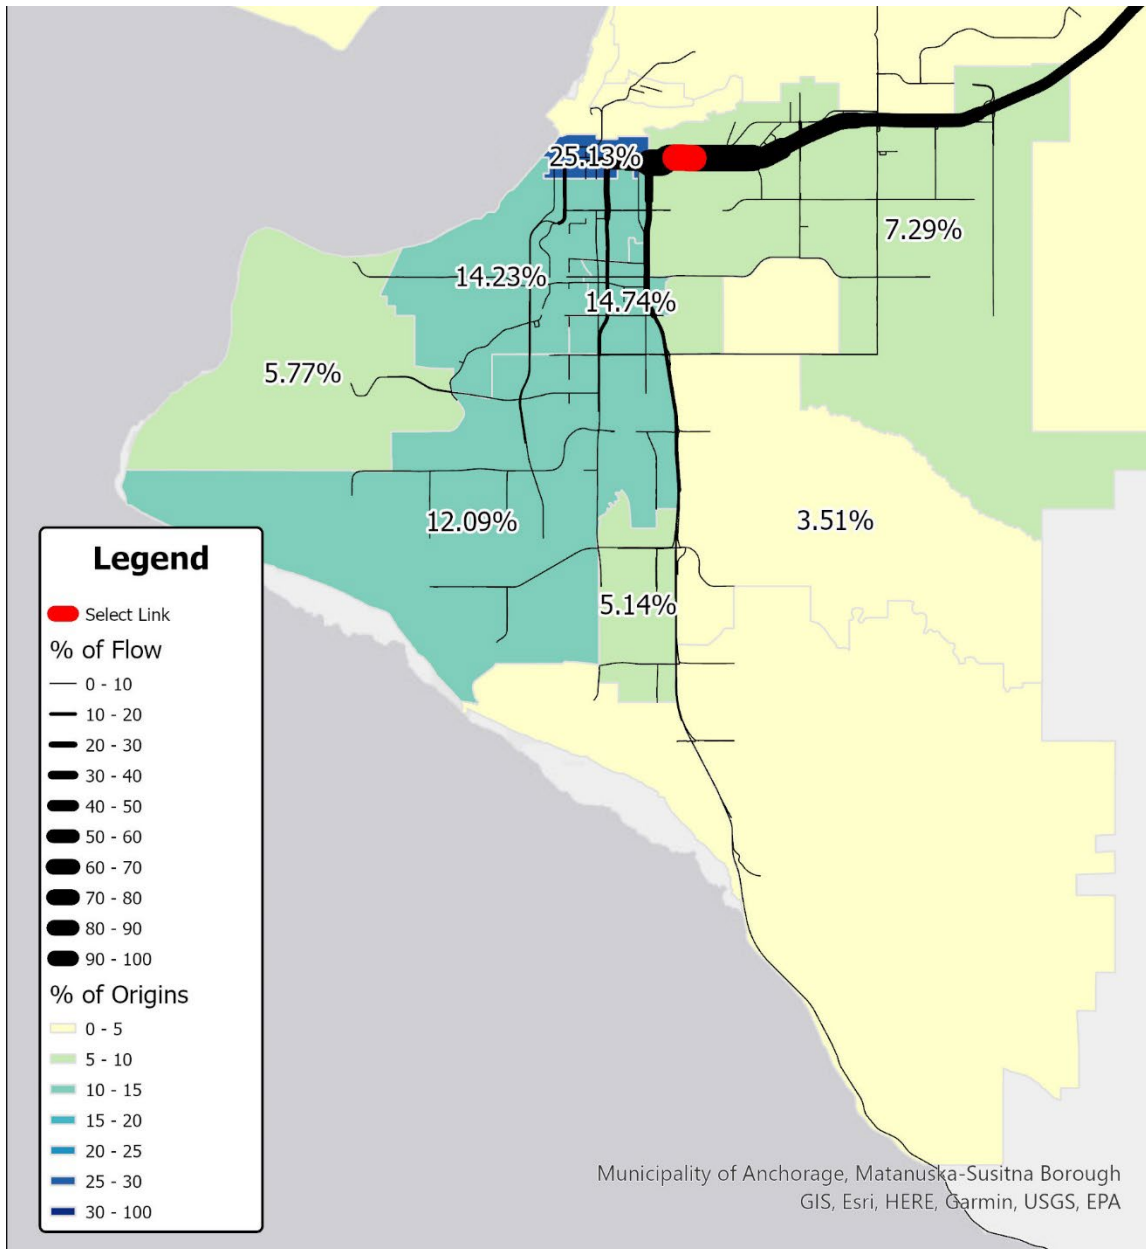 25.13%
7.29%
14.23%
14.74%
5.77%
12.09%
3.51%
5.14%
Legend
Select Link
% of Flow
0 - 10
10 - 20
20 - 30
30 - 40
40 - 50
50 - 60
60 - 70
70 - 80
80 - 90
90 - 100
% of Origins
0 - 5
5 - 10
10 - 15
15 - 20
20 - 25
25 - 30
30 - 100
Municipality of Anchorage, Matanuska-Susitna Borough
GIS, Esri, HERE, Garmin, USGS, EPA